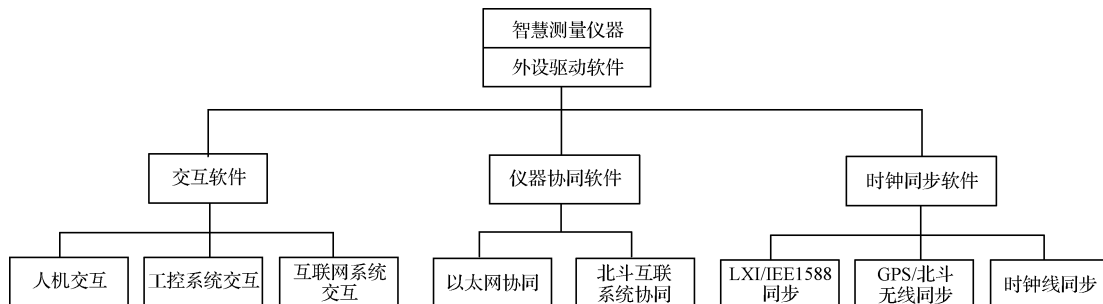 智慧测量仪器
外设驱动软件
交互软件
仪器协同软件
时钟同步软件
人机交互
工控系统交互
互联网系统
交互
以太网协同
北斗互联
系统协同
LXI/IEE1588
同步
GPS/北斗
无线同步
时钟线同步